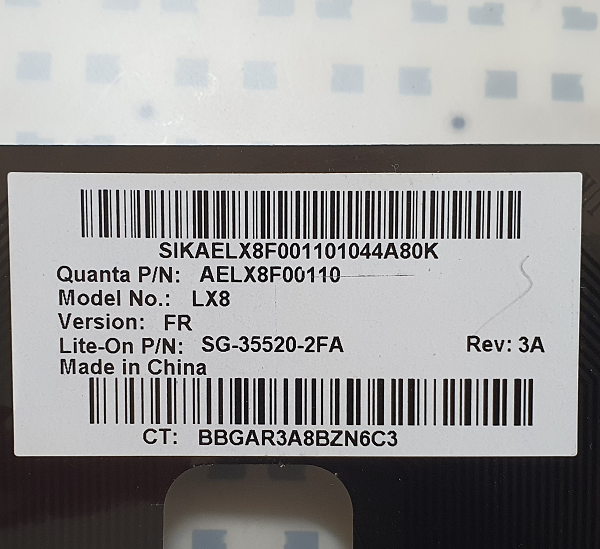 SIKAELX8F001101044A80K
Quanta P/N: AELX8F00110
Model No.: LX8
Version: FR
Lite-On P/N: SG-35520-2FA Rev: 3A
Made in China
CT: BBGAR3A8BZN6C3